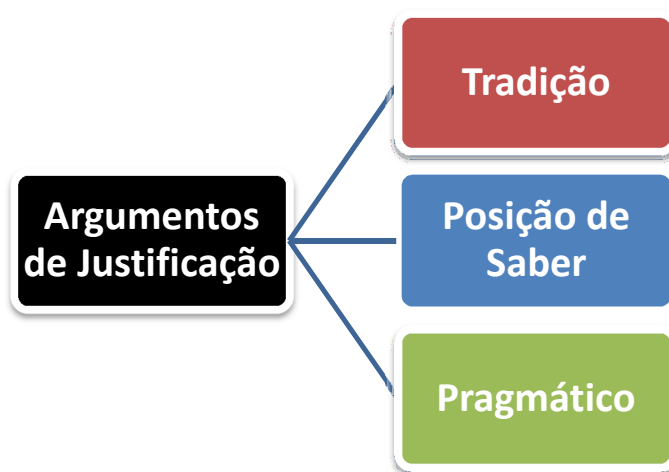 Argumentos
de Justificação
Tradição
Posição de
Saber
Pragmático